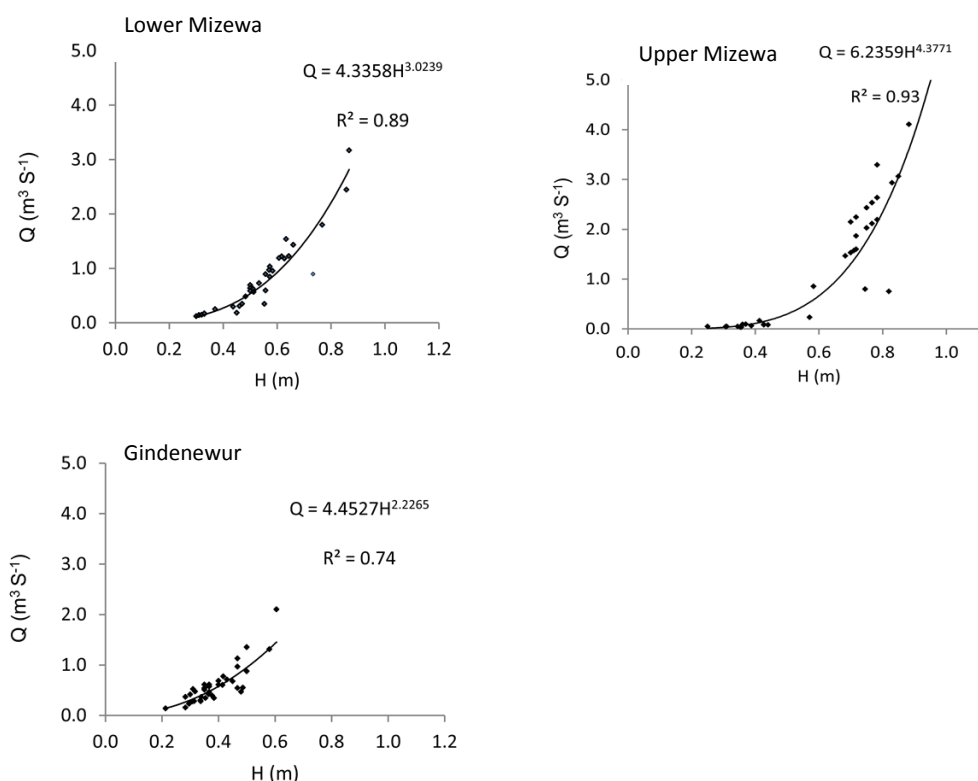 Lower Mizewa
Q = 4.3358H^3.0239
R² = 0.89
Q (m³ S⁻¹)
5.0
4.0
3.0
2.0
1.0
0.0
0.0 0.2 0.4 0.6 0.8 1.0 1.2
H (m)
Upper Mizewa
Q = 6.2359H^4.3771
R² = 0.93
Q (m³ S⁻¹)
5.0
4.0
3.0
2.0
1.0
0.0
0.0 0.2 0.4 0.6 0.8 1.0
H (m)
Gindenewur
Q = 4.4527H^2.2265
R² = 0.74
Q (m³ S⁻¹)
5.0
4.0
3.0
2.0
1.0
0.0
0.0 0.2 0.4 0.6 0.8 1.0 1.2
H (m)